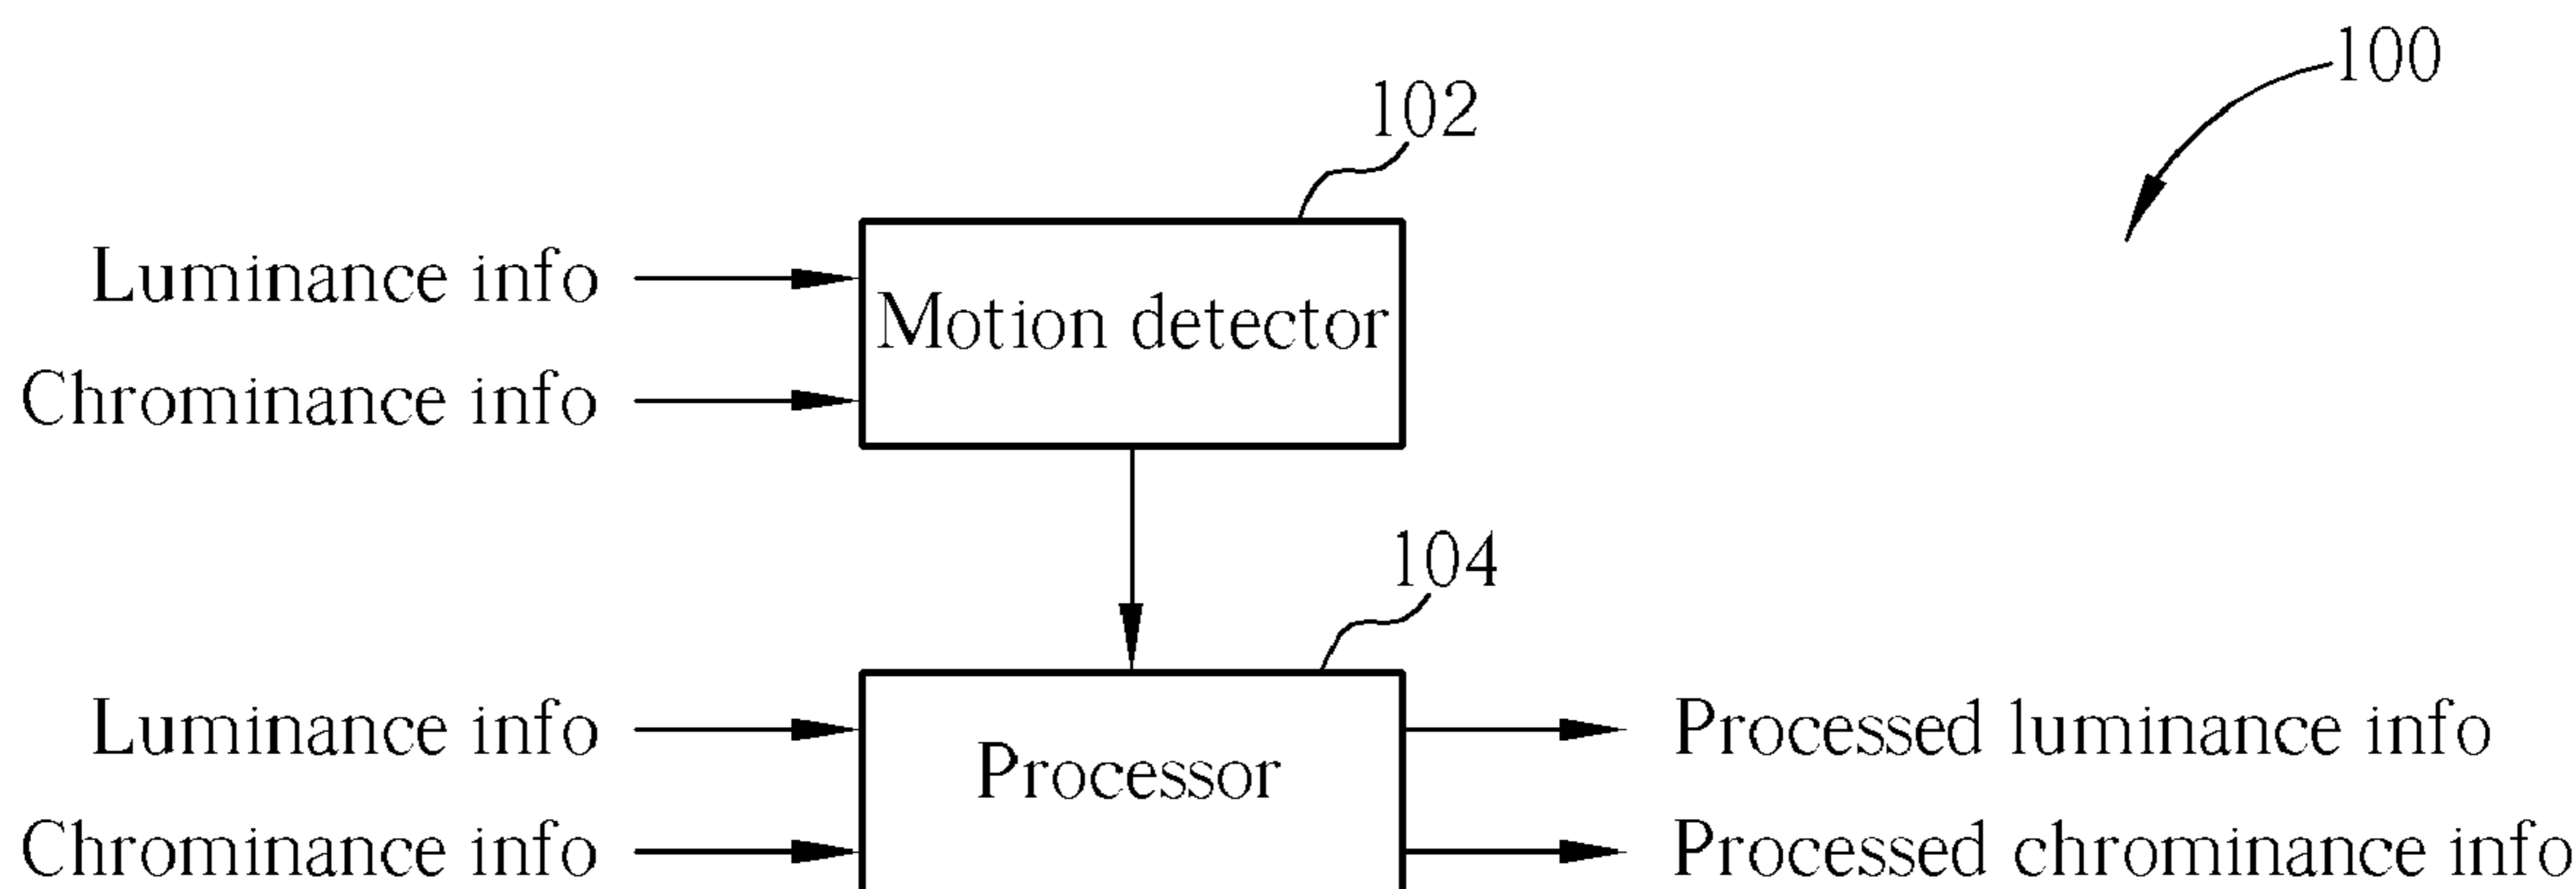 100
102
Luminance info
Motion detector
Chrominance info
104
Luminance info
Processor
Chrominance info
Processed luminance info
Processed chrominance info